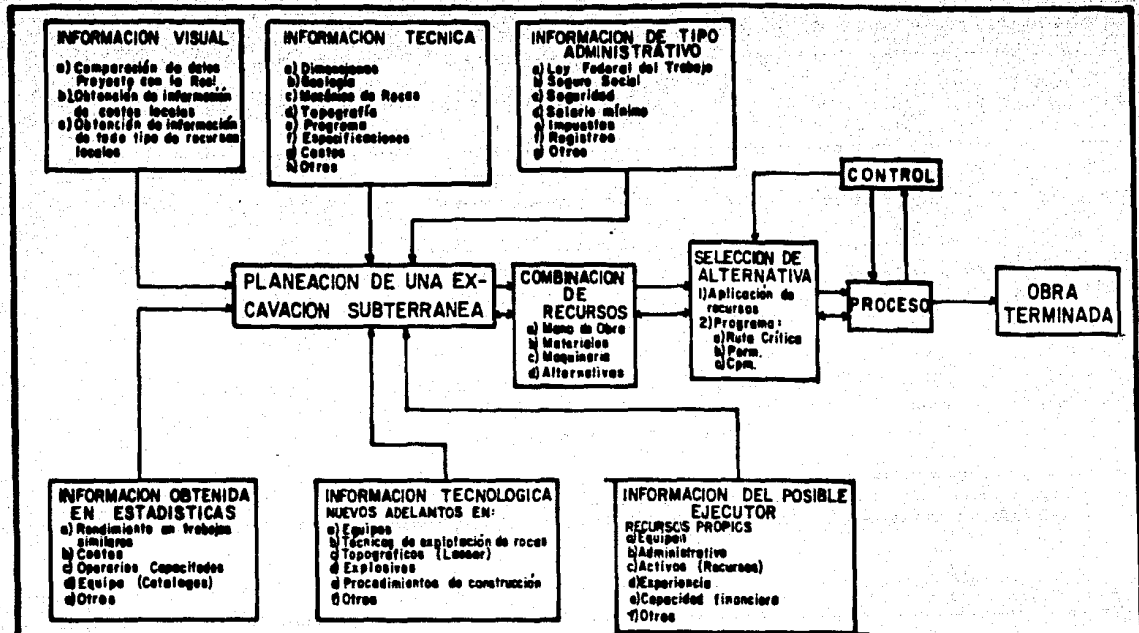 INFORMACION VISUAL
a) Comparación de datos
Proyecto con la Real
b) Obtención de información
de costos locales
c) Obtención de información
de todo tipo de recursos
locales
INFORMACION TECNICA
a) Dimensiones
b) Geología
c) Mecánica de Rocas
d) Topografía
e) Programa
f) Especificaciones
g) Costos
h) Otros
INFORMACION DE TIPO
ADMINISTRATIVO
a) Ley Federal del Trabajo
b) Seguro Social
c) Seguridad
d) Salario mínimo
e) Impuestos
f) Registros
g) Otros
CONTROL
PLANEACION DE UNA EX-
CAVACION SUBTERRANEA
COMBINACION
DE
RECURSOS
a) Mano de Obra
b) Materiales
c) Maquinaria
d) Alternativas
SELECCION DE
ALTERNATIVA
1) Aplicación de
recursos
2) Programa:
a) Ruta Crítica
b)
c) Cpm.
PROCESO
OBRA
TERMINADA
INFORMACION OBTENIDA
EN ESTADISTICAS
a) Rendimiento en trabajos
similares
b) Costos
c) Operarios Capacitados
d) Equipo (Catalogos)
e) Otros
INFORMACION TECNOLOGICA
NUEVOS ADELANTOS EN:
a) Equipos
b) Técnicas de explotación de rocas
c) Topográficos (Lasser)
d) Explosivos
e) Procadimientos de construcción
f) Otros
INFORMACION DEL POSIBLE
EJECUTOR
RECURSOS PROPIOS
a) Equipos
b) Administrativo
c) Activos (Recursos)
d) Experiencia
e) Capacidad financiera
f) Otros